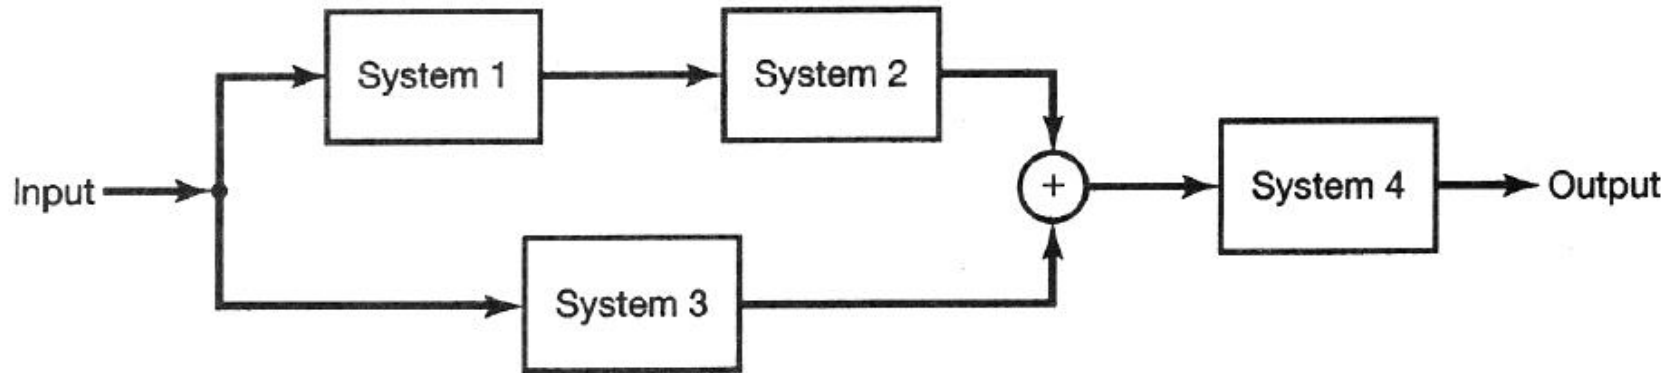 System 1
System 2
Input
+
System 4
Output
System 3